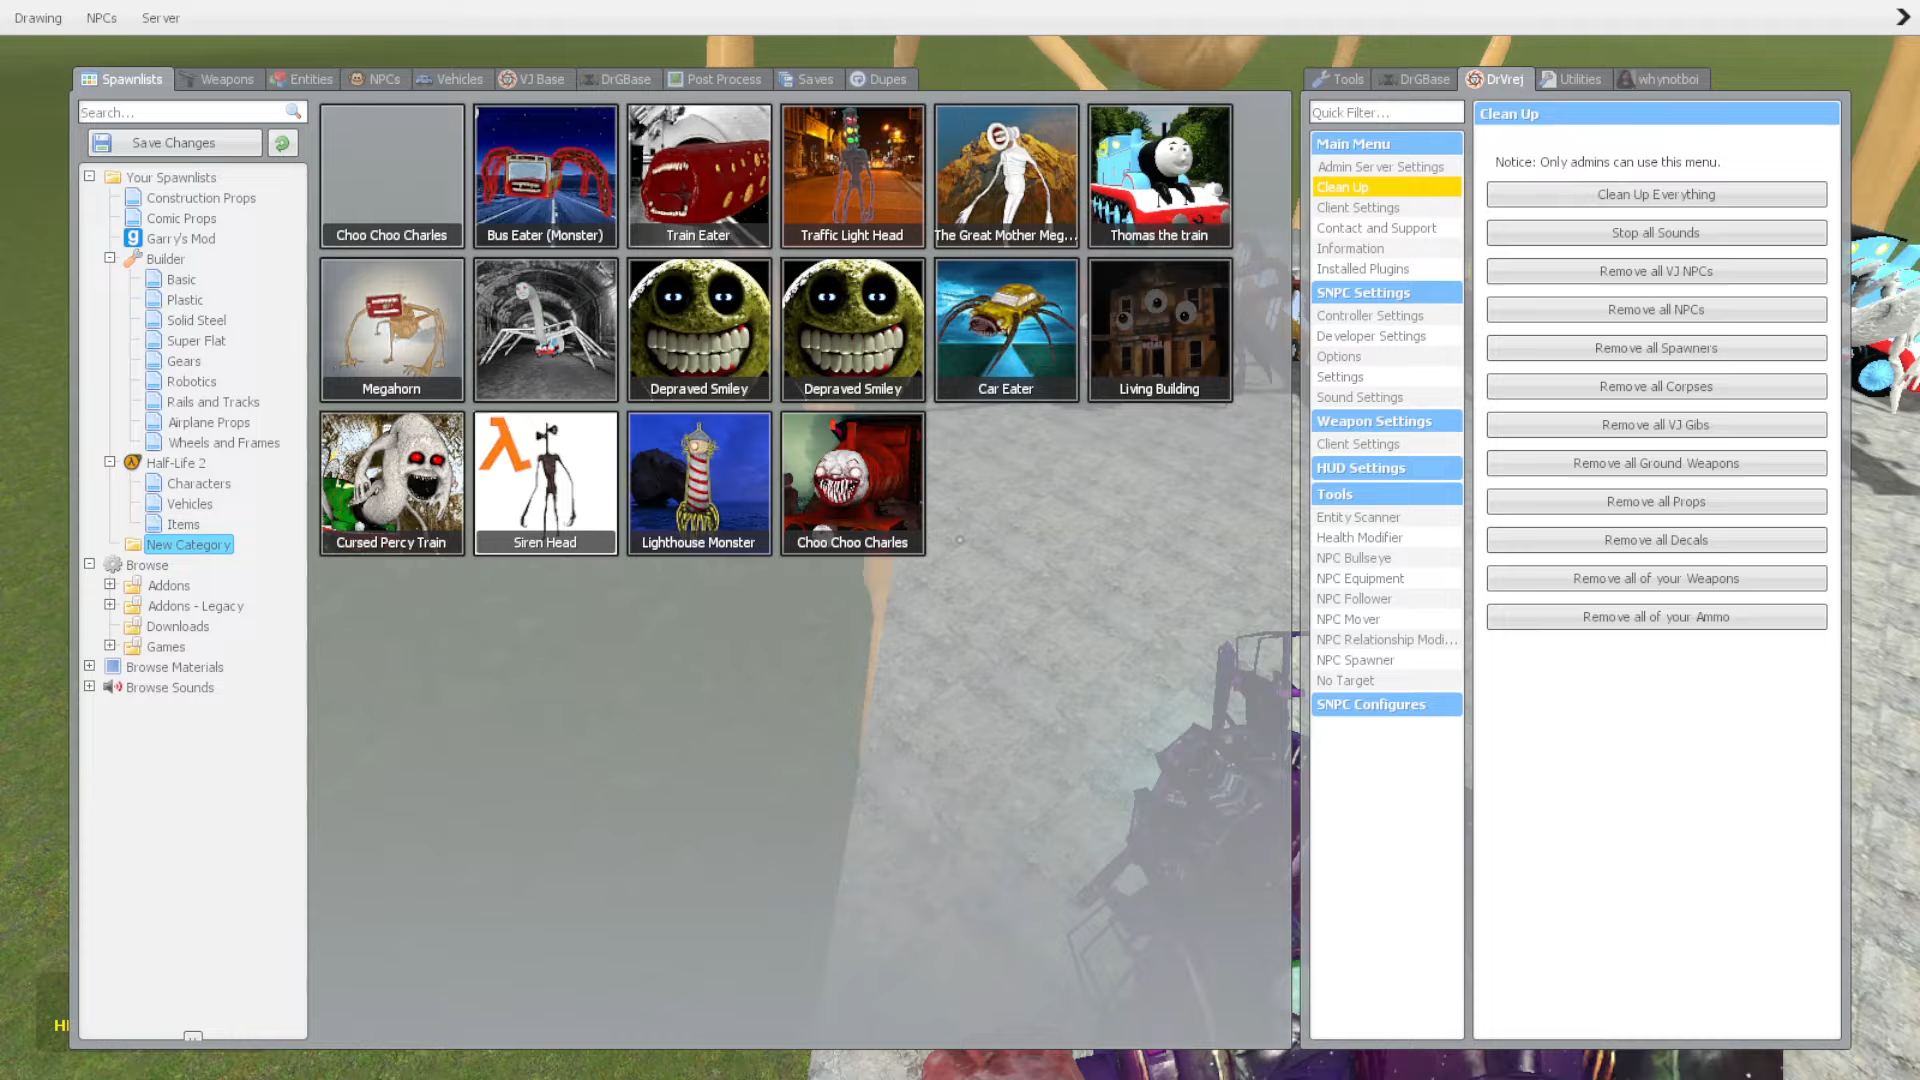 Drawing NPCs Server
Spawnlists Weapons Entities NPCs Vehicles VJ Base DrGBase Post Process Saves Dupes
Search...
Save Changes
Your Spawnlists
Construction Props
Comic Props
Garry's Mod
Builder
Basic
Plastic
Solid Steel
Super Flat
Gears
Robotics
Rails and Tracks
Airplane Props
Wheels and Frames
Half-Life 2
Characters
Vehicles
Items
New Category
Browse
Addons
Addons - Legacy
Downloads
Games
Browse Materials
Browse Sounds
Choo Choo Charles
Bus Eater (Monster)
Train Eater
Traffic Light Head
The Great Mother Meg...
Thomas the train
Megahorn
Depraved Smiley
Depraved Smiley
Car Eater
Living Building
Cursed Percy Train
Siren Head
Lighthouse Monster
Choo Choo Charles
Tools DrGBase DrVrej Utilities whynotboi
Quick Filter...
Main Menu
Admin Server Settings
Clean Up
Client Settings
Contact and Support
Information
Installed Plugins
SNPC Settings
Controller Settings
Developer Settings
Options
Settings
Sound Settings
Weapon Settings
Client Settings
HUD Settings
Tools
Entity Scanner
Health Modifier
NPC Bullseye
NPC Equipment
NPC Follower
NPC Mover
NPC Relationship Modi...
NPC Spawner
No Target
SNPC Configures
Clean Up
Notice: Only admins can use this menu.
Clean Up Everything
Stop all Sounds
Remove all VJ NPCs
Remove all NPCs
Remove all Spawners
Remove all Corpses
Remove all VJ Gibs
Remove all Ground Weapons
Remove all Props
Remove all Decals
Remove all of your Weapons
Remove all of your Ammo